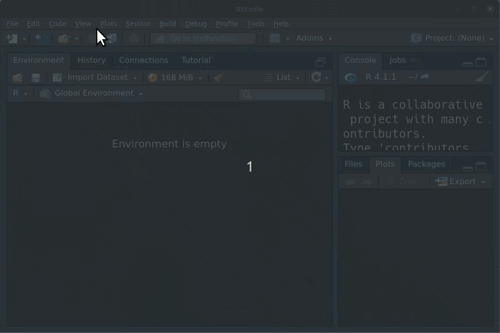 RStudio
File Edit Code View Plots Session Build Debug Profile Tools Help
Go to file/function Addins Project: (None)
Environment History Connections Tutorial
Import Dataset 168 MiB List
R Global Environment
Environment is empty
1
Console Jobs
R 4.1.1 · ~/
R is a collaborative
project with many c
ontributors.
Type 'contributors
Files Plots Packages
Export